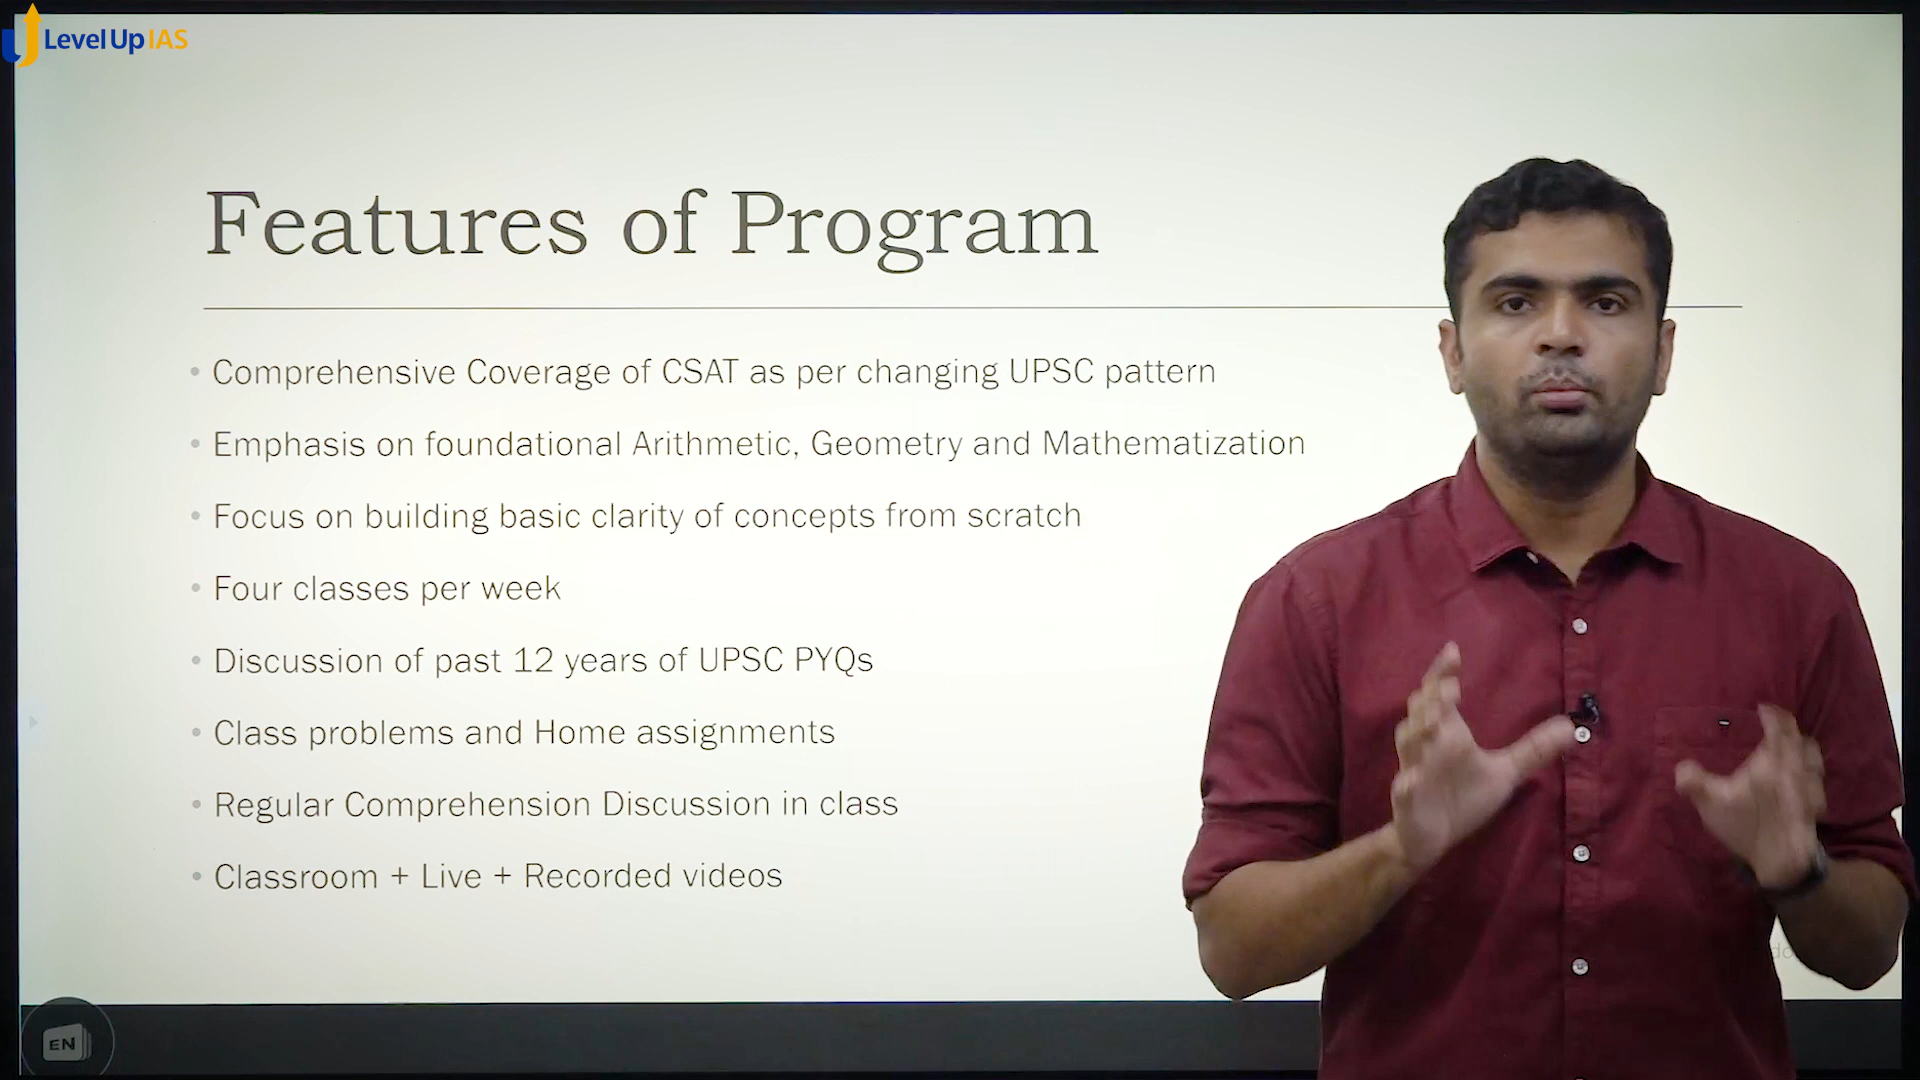 Level Up IAS
Features of Program
• Comprehensive Coverage of CSAT as per changing UPSC pattern
• Emphasis on foundational Arithmetic, Geometry and Mathematization
• Focus on building basic clarity of concepts from scratch
• Four classes per week
• Discussion of past 12 years of UPSC PYQs
• Class problems and Home assignments
• Regular Comprehension Discussion in class
• Classroom + Live + Recorded videos
EN